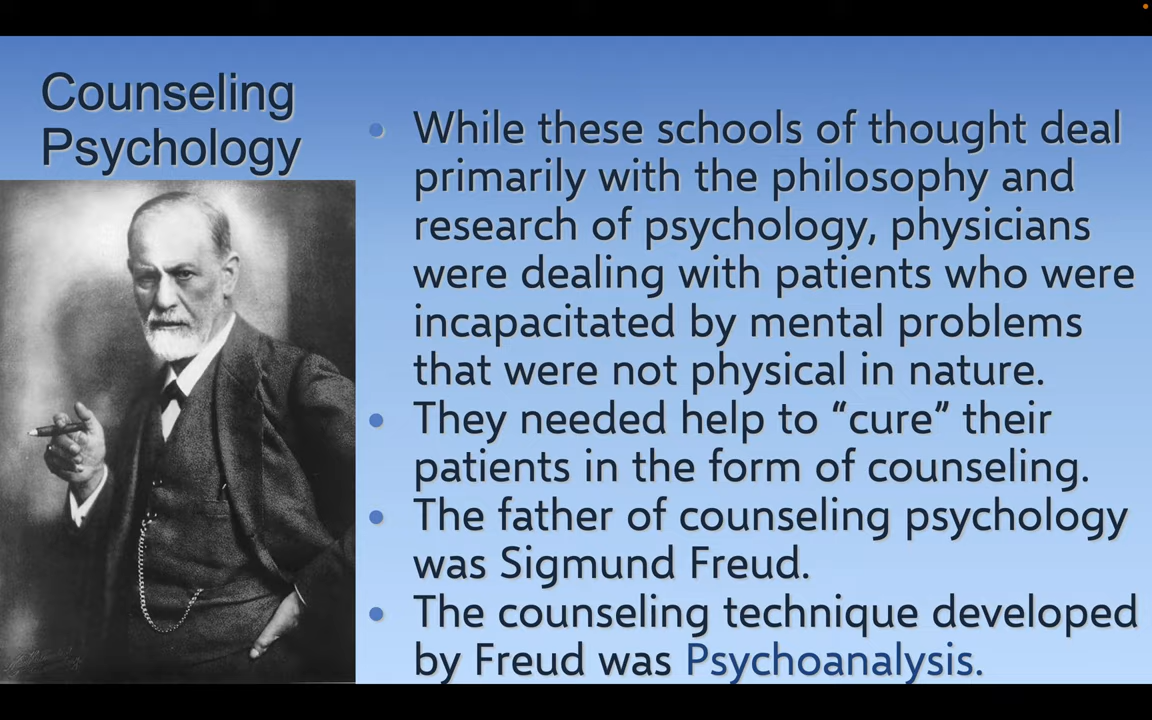 Counseling
Psychology
• While these schools of thought deal
primarily with the philosophy and
research of psychology, physicians
were dealing with patients who were
incapacitated by mental problems
that were not physical in nature.
• They needed help to “cure” their
patients in the form of counseling.
• The father of counseling psychology
was Sigmund Freud.
• The counseling technique developed
by Freud was Psychoanalysis.